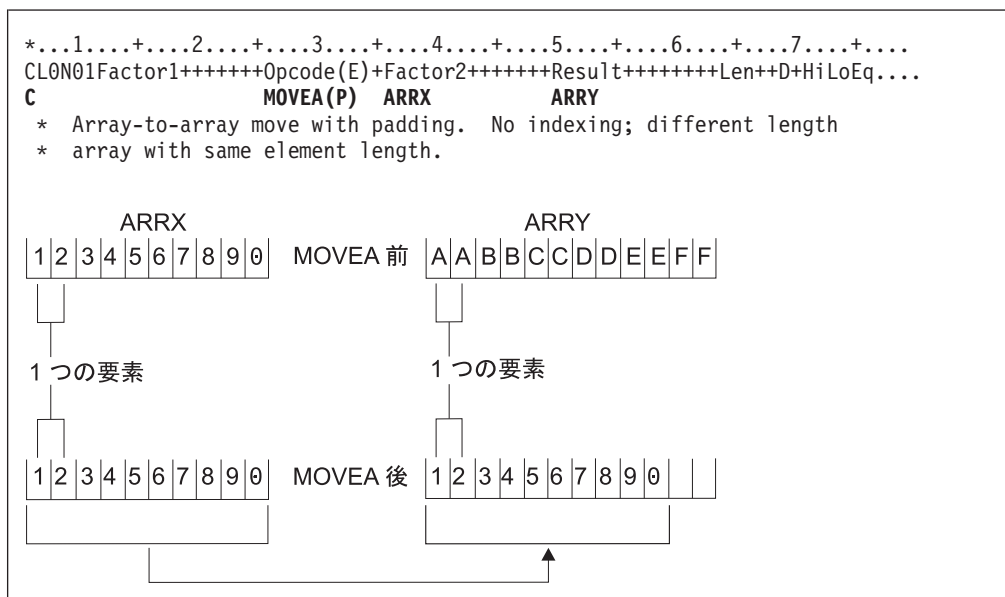 *...1....+....2....+....3....+....4....+....5....+....6....+....7....+....
CL0N01Factor1+++++++Opcode(E)+Factor2+++++++Result++++++++Len++D+HiLoEq....
C                   MOVEA(P)  ARRX          ARRY
 *  Array-to-array move with padding.  No indexing; different length
 *  array with same element length.
ARRX ARRY
1 2 3 4 5 6 7 8 9 0 MOVEA 前 A A B B C C D D E E F F
1 つの要素 1 つの要素
1 2 3 4 5 6 7 8 9 0 MOVEA 後 1 2 3 4 5 6 7 8 9 0